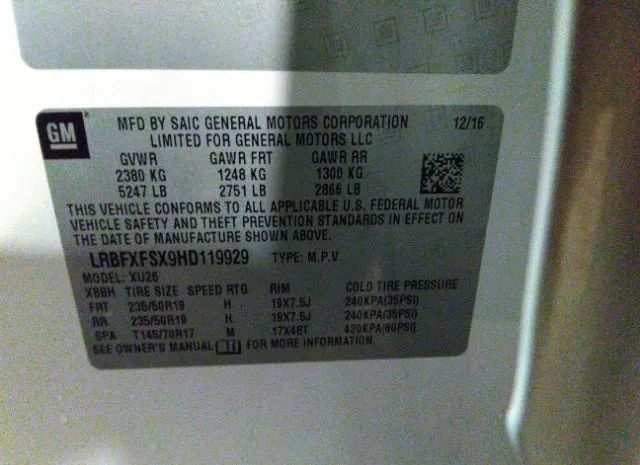 GM
MFD BY SAIC GENERAL MOTORS CORPORATION 12/16
LIMITED FOR GENERAL MOTORS LLC
GVWR GAWR FRT GAWR RR
2380 KG 1248 KG 1300 KG
5247 LB 2751 LB 2866 LB
THIS VEHICLE CONFORMS TO ALL APPLICABLE U.S. FEDERAL MOTOR
VEHICLE SAFETY AND THEFT PREVENTION STANDARDS IN EFFECT ON
THE DATE OF MANUFACTURE SHOWN ABOVE.
LRBFXFSX9HD119929 TYPE: M.P.V.
MODEL: XU26
XBBH TIRE SIZE SPEED RTG RIM COLD TIRE PRESSURE
FRT 235/50R19 H 19X7.5J 240KPA(35PSI)
RR 235/50R19 H 19X7.5J 240KPA(35PSI)
SPA T145/70R17 M 17X4BT 420KPA(60PSI)
SEE OWNER'S MANUAL FOR MORE INFORMATION.